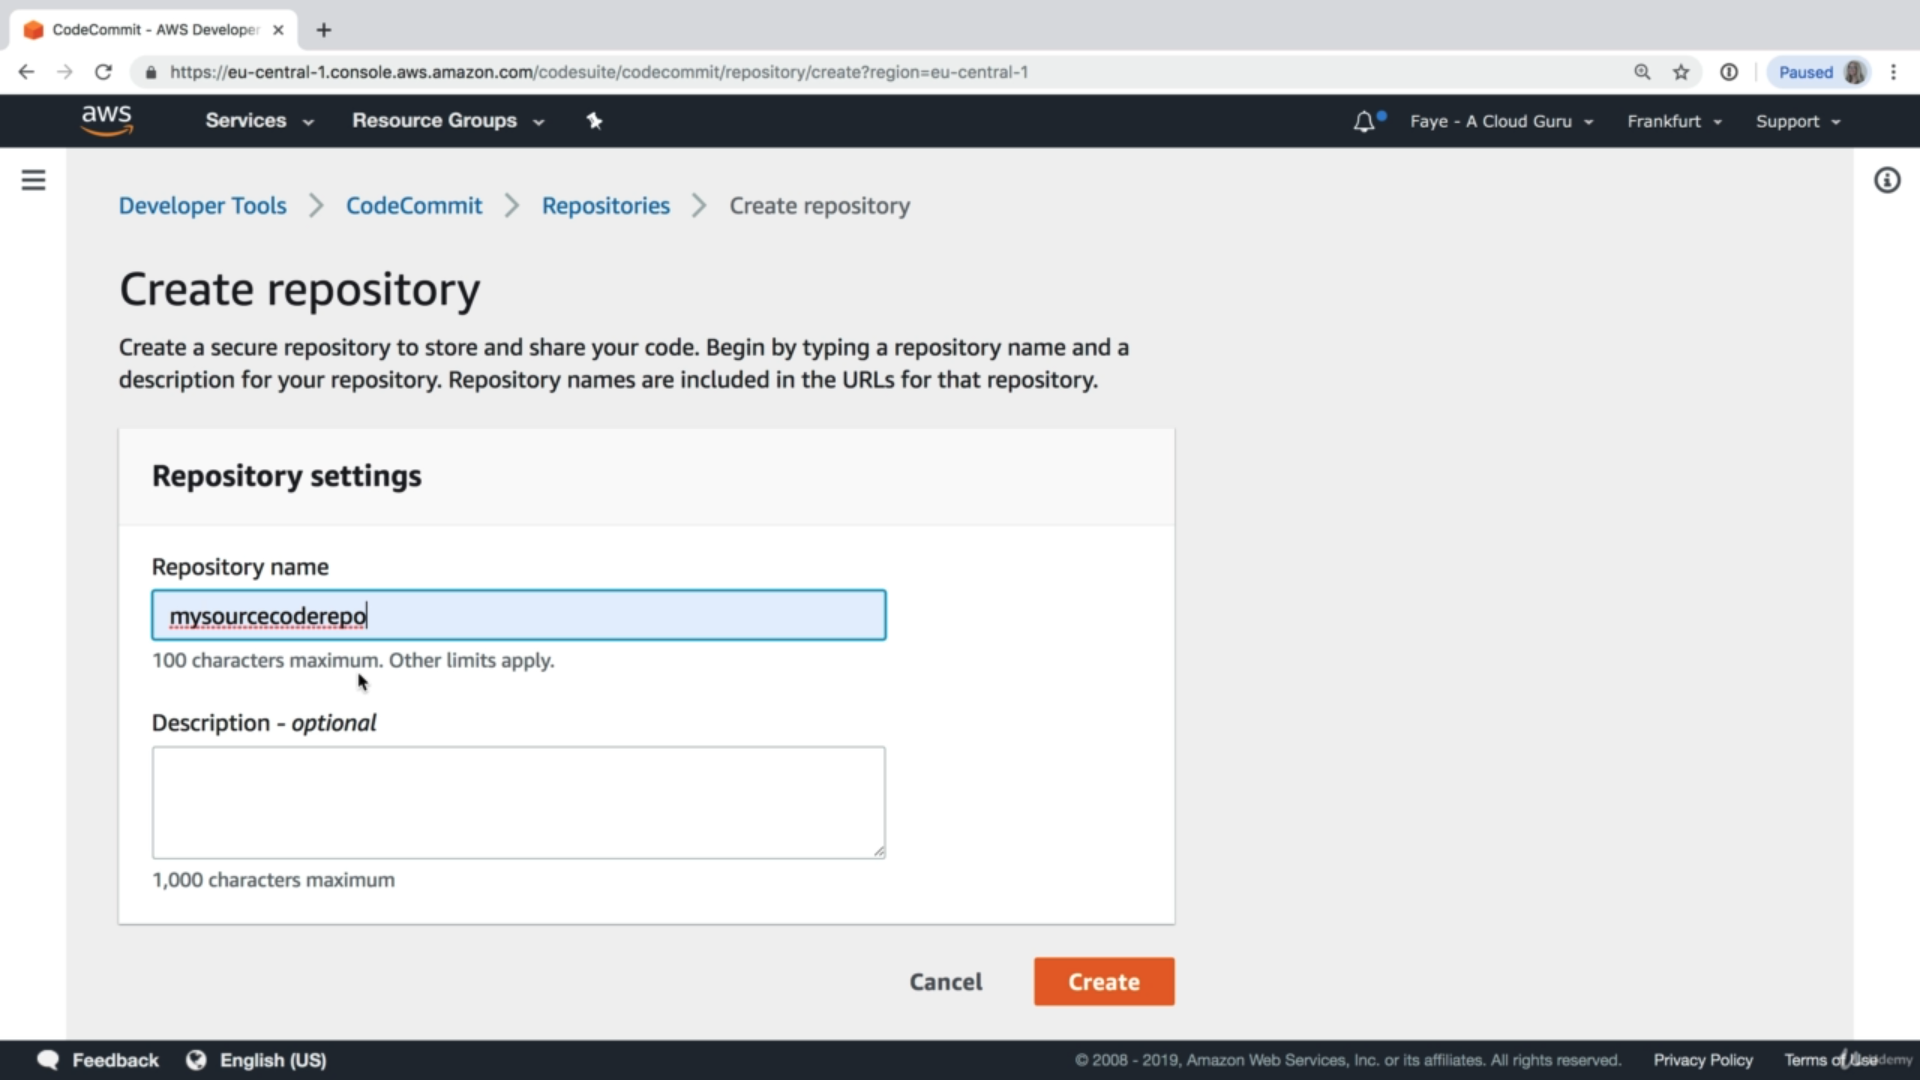 CodeCommit - AWS Developer
https://eu-central-1.console.aws.amazon.com/codesuite/codecommit/repository/create?region=eu-central-1
Paused
aws
Services
Resource Groups
Faye - A Cloud Guru
Frankfurt
Support
Developer Tools
CodeCommit
Repositories
Create repository
Create repository
Create a secure repository to store and share your code. Begin by typing a repository name and a
description for your repository. Repository names are included in the URLs for that repository.
Repository settings
Repository name
mysourcecoderepo
100 characters maximum. Other limits apply.
Description - optional
1,000 characters maximum
Cancel
Create
Feedback
English (US)
© 2008 - 2019, Amazon Web Services, Inc. or its affiliates. All rights reserved.
Privacy Policy
Terms of Use